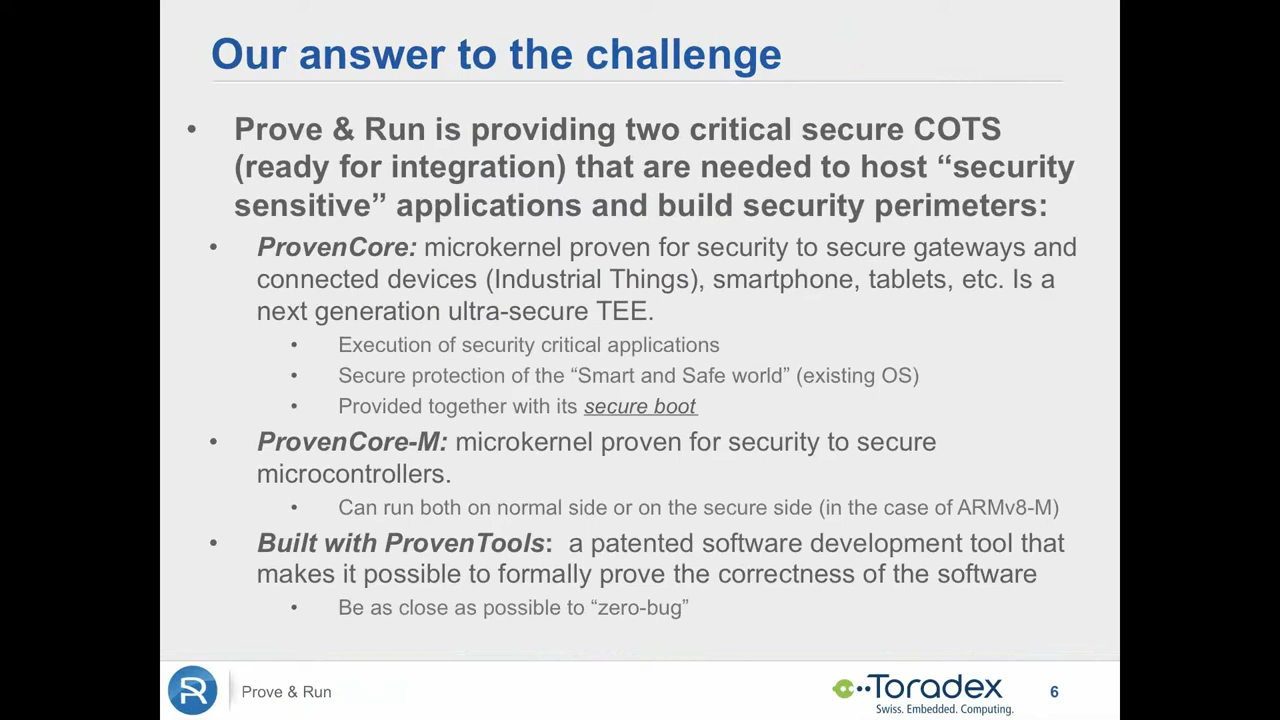 Our answer to the challenge
• Prove & Run is providing two critical secure COTS
(ready for integration) that are needed to host “security
sensitive” applications and build security perimeters:
• ProvenCore: microkernel proven for security to secure gateways and
connected devices (Industrial Things), smartphone, tablets, etc. Is a
next generation ultra-secure TEE.
• Execution of security critical applications
• Secure protection of the “Smart and Safe world” (existing OS)
• Provided together with its secure boot
• ProvenCore-M: microkernel proven for security to secure
microcontrollers.
• Can run both on normal side or on the secure side (in the case of ARMv8-M)
• Built with ProvenTools: a patented software development tool that
makes it possible to formally prove the correctness of the software
• Be as close as possible to “zero-bug”
Prove & Run
Toradex
Swiss. Embedded. Computing.
6